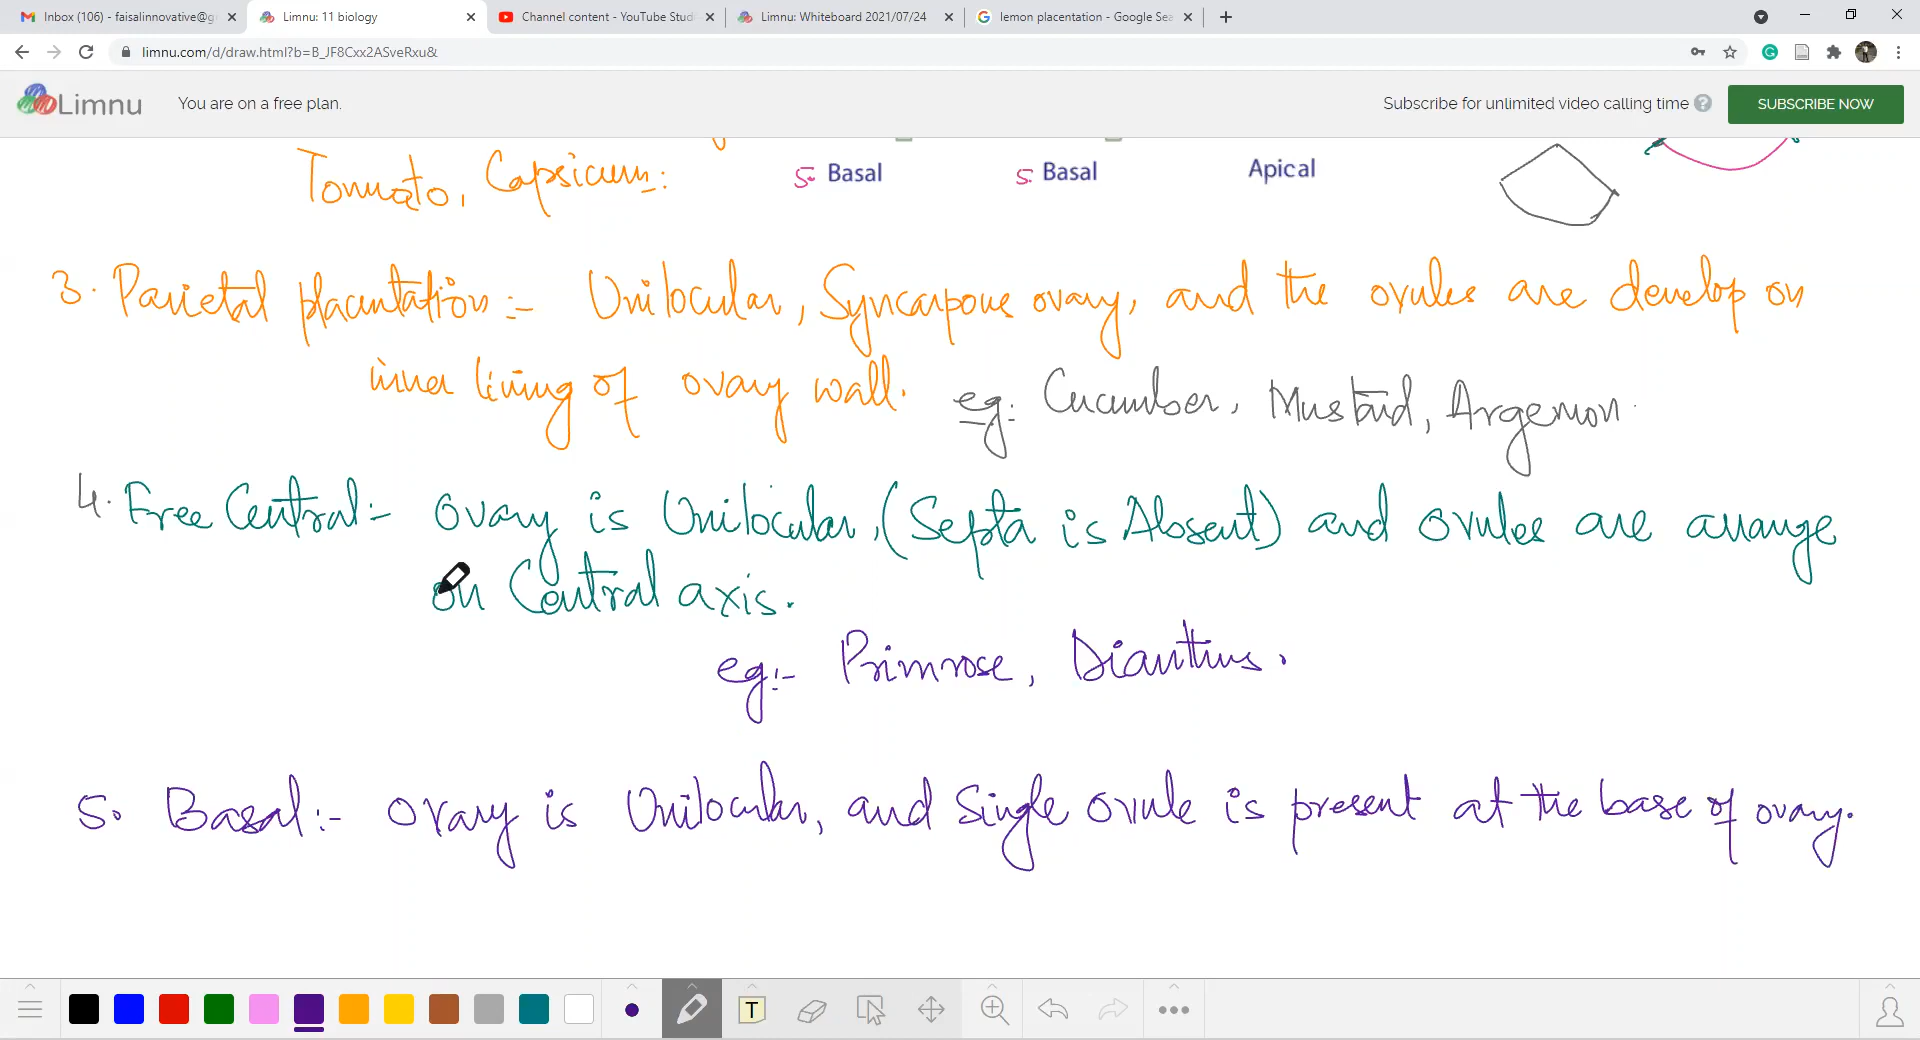 Inbox (106) - faisalinnovative@g
Limnu: 11 biology
Channel content - YouTube Stud
Limnu: Whiteboard 2021/07/24
lemon placentation - Google Sea
limnu.com/d/draw.html?b=B_JF8Cxx2ASveRxu&
Limnu
You are on a free plan.
Subscribe for unlimited video calling time
SUBSCRIBE NOW
Tomato, Capsicum:
5- Basal
5. Basal
Apical
3. Parietal placentation :- Unilocular, Syncarpous ovary, and the ovules are develop on
inner lining of ovary wall. eg:- Cucumber, Mustard, Argemon.
4. Free Central:- Ovary is Unilocular, (Septa is Absent) and ovules are arrange
on Central axis.
eg:- Primrose, Dianthus.
5. Basal:- Ovary is Unilocular, and Single ovule is present at the base of ovary.
T